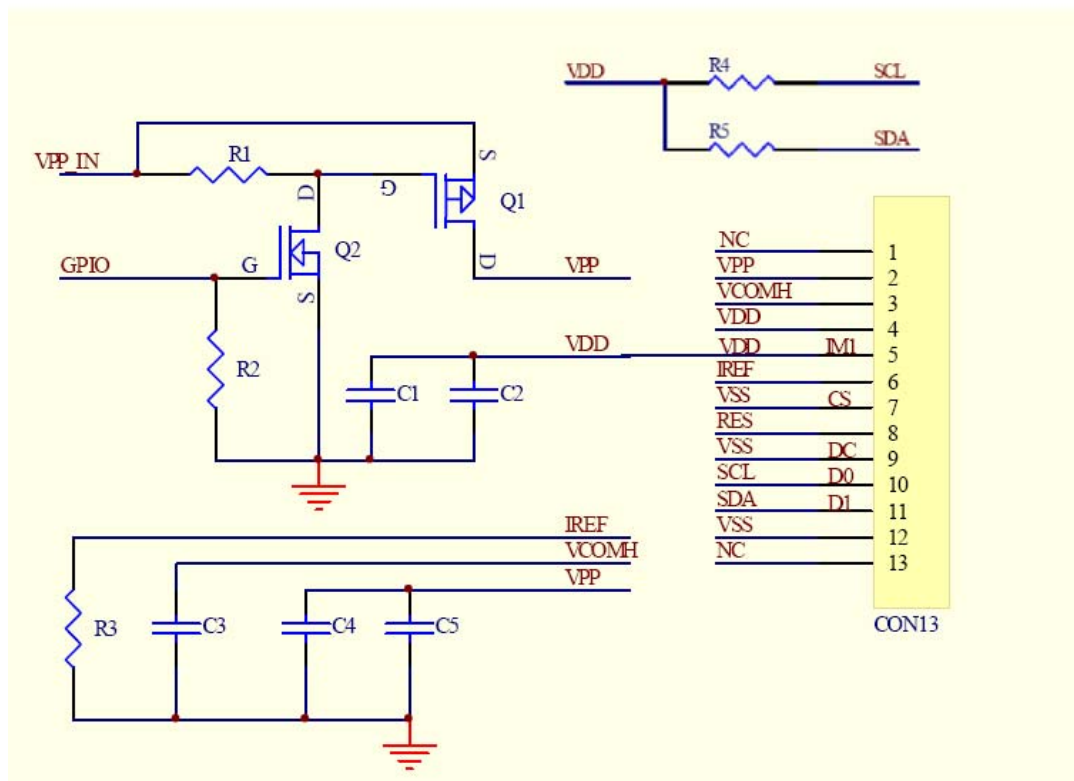 VDD
R4
SCL
R5
SDA
VPP_IN
R1
D
G
S
Q1
D
VPP
GPIO
G
Q2
S
R2
VDD
C1
C2
NC
1
VPP
2
VCOMH
3
VDD
4
VDD
IM1
5
IREF
6
VSS
CS
7
RES
8
VSS
DC
9
SCL
D0
10
SDA
D1
11
VSS
12
NC
13
CON13
IREF
VCOMH
VPP
R3
C3
C4
C5